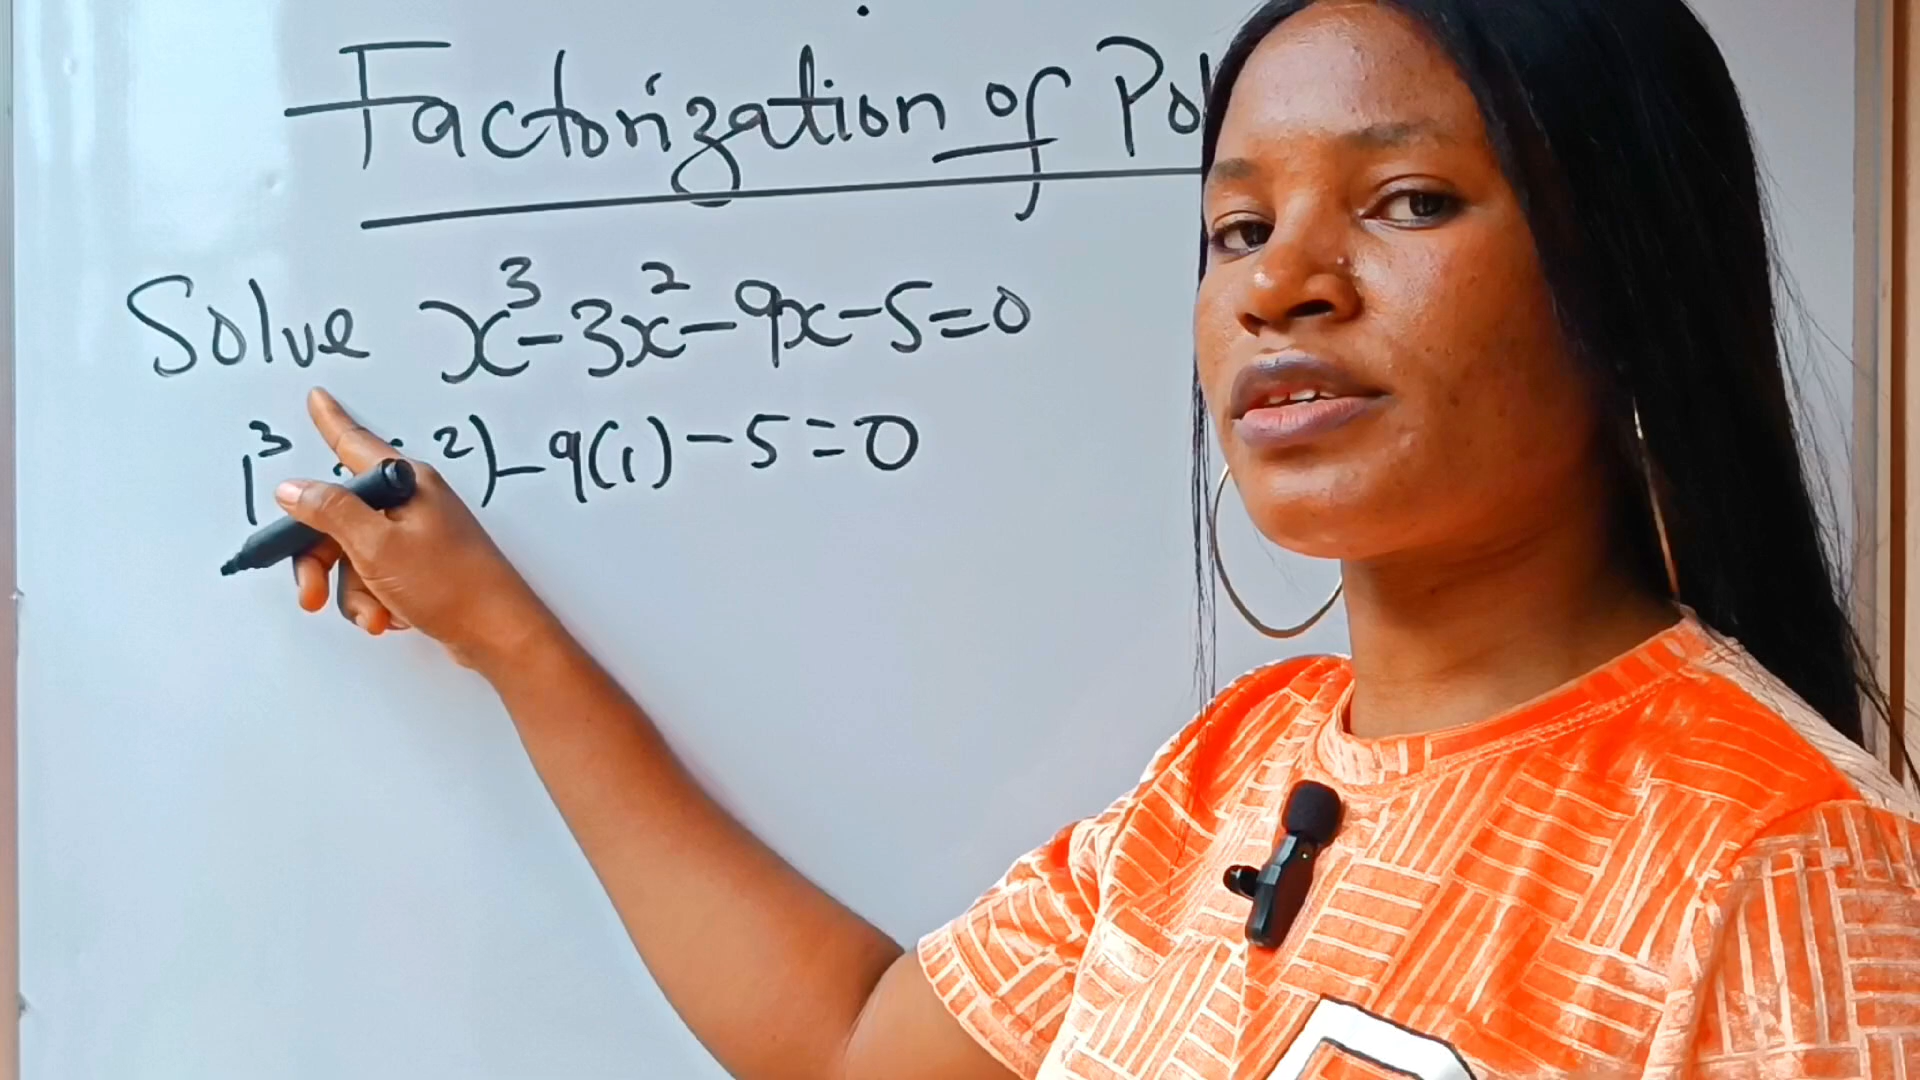 Factorization of Pol
Solve x³-3x²-9x-5=0
1³ ²)-9(1)-5=0